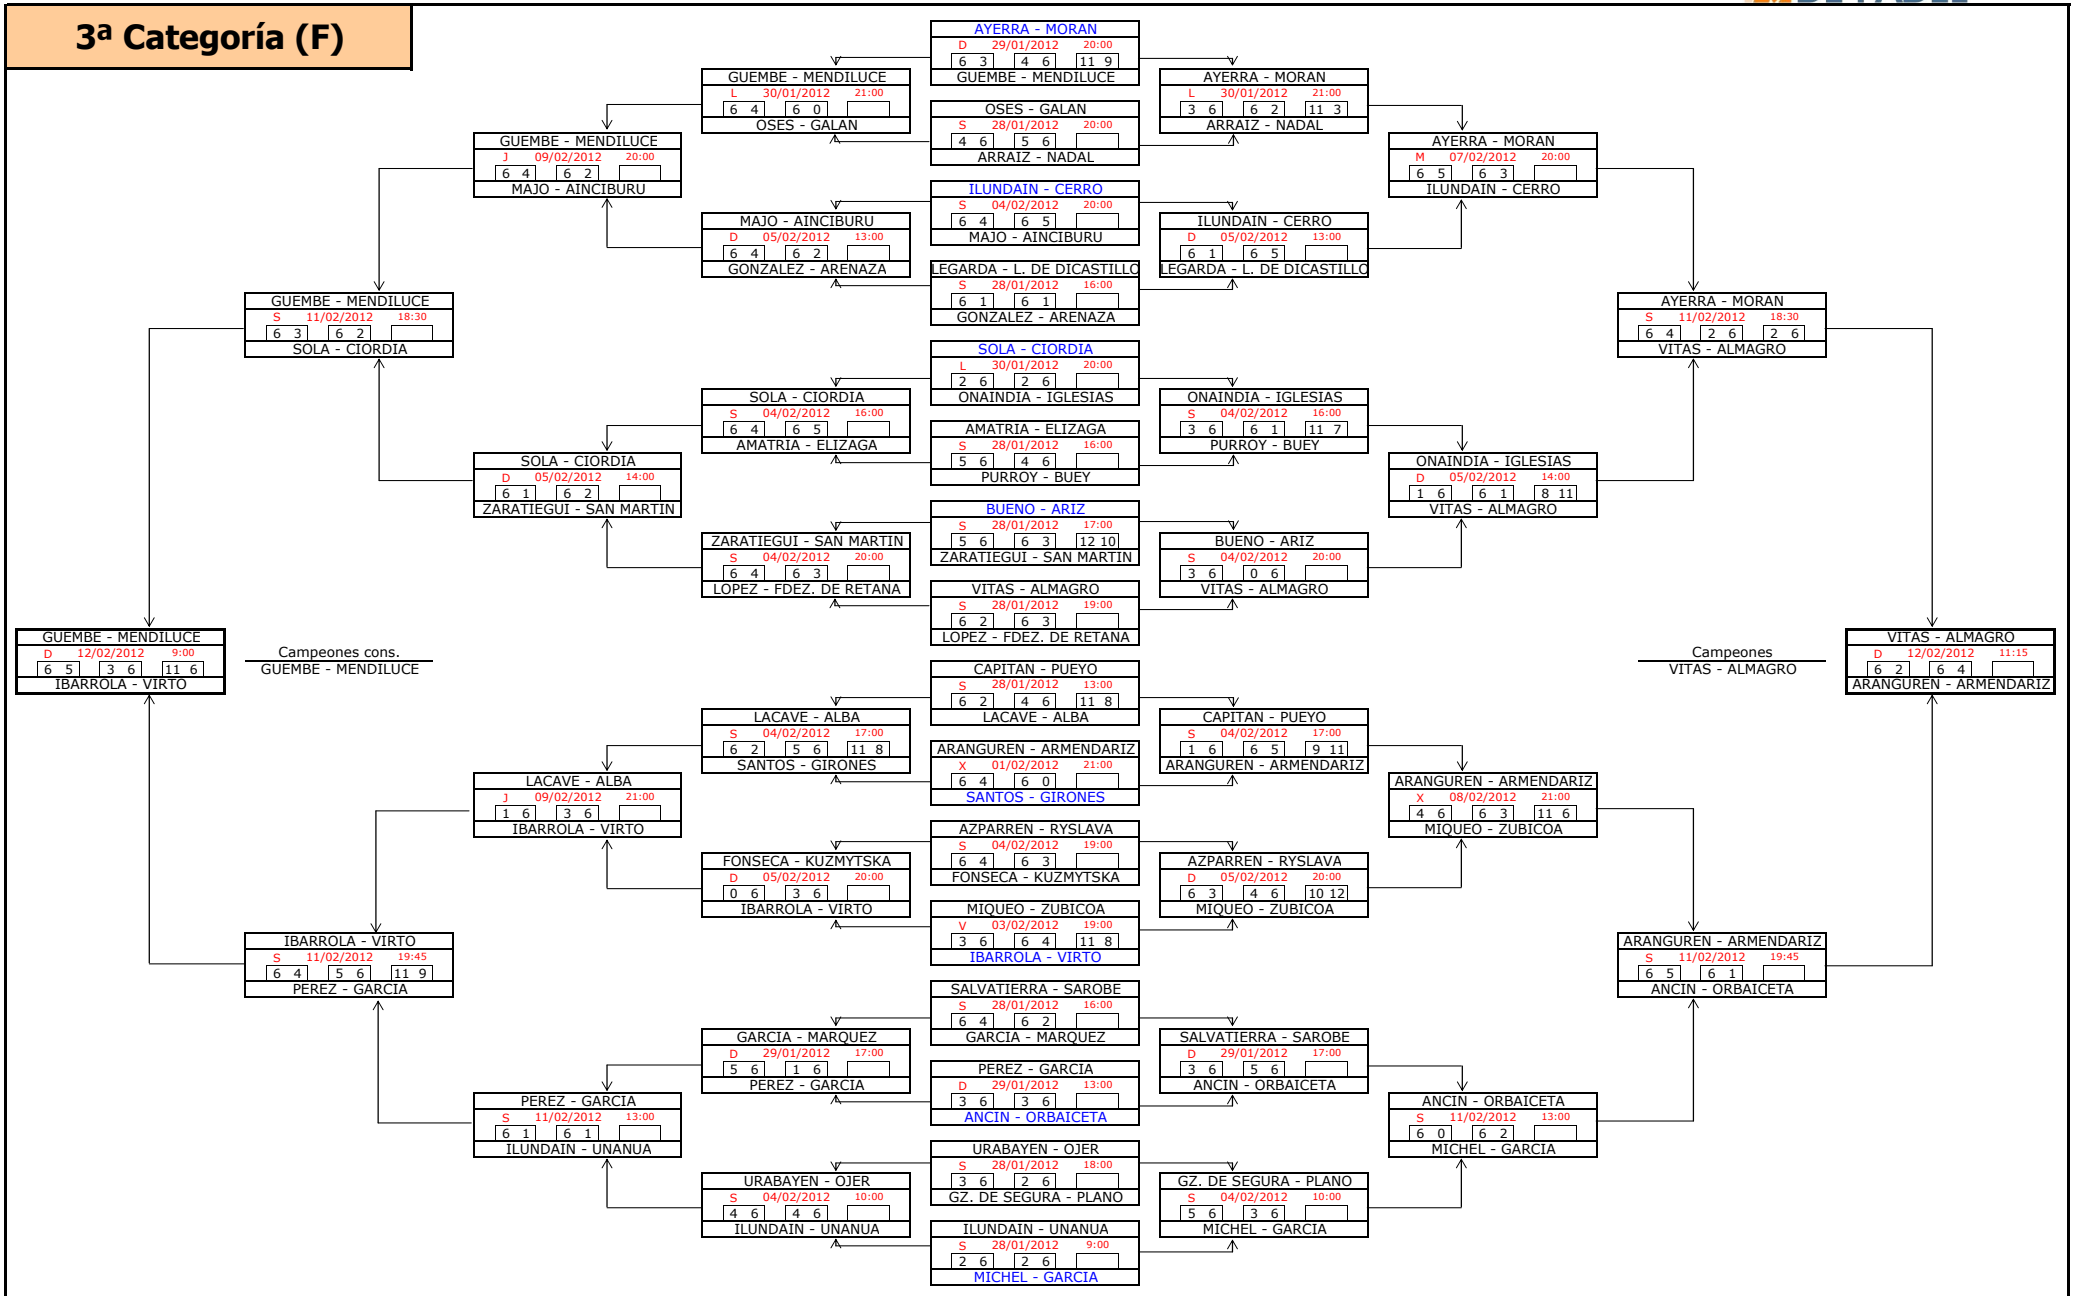 3ª Categoría (F)
AYERRA - MORAN
D 29/01/2012 20:00
6 3 4 6 11 9
GUEMBE - MENDILUCE
OSES - GALAN
S 28/01/2012 20:00
4 6 5 6
ARRAIZ - NADAL
ILUNDAIN - CERRO
S 04/02/2012 20:00
6 4 6 5
MAJO - AINCIBURU
LEGARDA - L. DE DICASTILLO
S 28/01/2012 16:00
6 1 6 1
GONZALEZ - ARENAZA
SOLA - CIORDIA
L 30/01/2012 20:00
2 6 2 6
ONAINDIA - IGLESIAS
AMATRIA - ELIZAGA
S 28/01/2012 16:00
5 6 4 6
PURROY - BUEY
BUENO - ARIZ
S 28/01/2012 17:00
5 6 6 3 12 10
ZARATIEGUI - SAN MARTIN
VITAS - ALMAGRO
S 28/01/2012 19:00
6 2 6 3
LOPEZ - FDEZ. DE RETANA
CAPITAN - PUEYO
S 28/01/2012 13:00
6 2 4 6 11 8
LACAVE - ALBA
ARANGUREN - ARMENDARIZ
X 01/02/2012 21:00
6 4 6 0
SANTOS - GIRONES
AZPARREN - RYSLAVA
S 04/02/2012 19:00
6 4 6 3
FONSECA - KUZMYTSKA
MIQUEO - ZUBICOA
V 03/02/2012 19:00
3 6 6 4 11 8
IBARROLA - VIRTO
SALVATIERRA - SAROBE
S 28/01/2012 16:00
6 4 6 2
GARCIA - MARQUEZ
PEREZ - GARCIA
D 29/01/2012 13:00
3 6 3 6
ANCIN - ORBAICETA
URABAYEN - OJER
S 28/01/2012 18:00
3 6 2 6
GZ. DE SEGURA - PLANO
ILUNDAIN - UNANUA
S 28/01/2012 9:00
2 6 2 6
MICHEL - GARCIA
GUEMBE - MENDILUCE
L 30/01/2012 21:00
6 4 6 0
OSES - GALAN
MAJO - AINCIBURU
D 05/02/2012 13:00
6 4 6 2
GONZALEZ - ARENAZA
SOLA - CIORDIA
S 04/02/2012 16:00
6 4 6 5
AMATRIA - ELIZAGA
ZARATIEGUI - SAN MARTIN
S 04/02/2012 20:00
6 4 6 3
LOPEZ - FDEZ. DE RETANA
LACAVE - ALBA
S 04/02/2012 17:00
6 2 5 6 11 8
SANTOS - GIRONES
FONSECA - KUZMYTSKA
D 05/02/2012 20:00
0 6 3 6
IBARROLA - VIRTO
GARCIA - MARQUEZ
D 29/01/2012 17:00
5 6 1 6
PEREZ - GARCIA
URABAYEN - OJER
S 04/02/2012 10:00
4 6 4 6
ILUNDAIN - UNANUA
GUEMBE - MENDILUCE
J 09/02/2012 20:00
6 4 6 2
MAJO - AINCIBURU
SOLA - CIORDIA
D 05/02/2012 14:00
6 1 6 2
ZARATIEGUI - SAN MARTIN
LACAVE - ALBA
J 09/02/2012 21:00
1 6 3 6
IBARROLA - VIRTO
PEREZ - GARCIA
S 11/02/2012 13:00
6 1 6 1
ILUNDAIN - UNANUA
GUEMBE - MENDILUCE
S 11/02/2012 18:30
6 3 6 2
SOLA - CIORDIA
IBARROLA - VIRTO
S 11/02/2012 19:45
6 4 5 6 11 9
PEREZ - GARCIA
GUEMBE - MENDILUCE
D 12/02/2012 9:00
6 5 3 6 11 6
IBARROLA - VIRTO
Campeones cons.
GUEMBE - MENDILUCE
AYERRA - MORAN
L 30/01/2012 21:00
3 6 6 2 11 3
ARRAIZ - NADAL
ILUNDAIN - CERRO
D 05/02/2012 13:00
6 1 6 5
LEGARDA - L. DE DICASTILLO
ONAINDIA - IGLESIAS
S 04/02/2012 16:00
3 6 6 1 11 7
PURROY - BUEY
BUENO - ARIZ
S 04/02/2012 20:00
3 6 0 6
VITAS - ALMAGRO
CAPITAN - PUEYO
S 04/02/2012 17:00
1 6 6 5 9 11
ARANGUREN - ARMENDARIZ
AZPARREN - RYSLAVA
D 05/02/2012 20:00
6 3 4 6 10 12
MIQUEO - ZUBICOA
SALVATIERRA - SAROBE
D 29/01/2012 17:00
3 6 5 6
ANCIN - ORBAICETA
GZ. DE SEGURA - PLANO
S 04/02/2012 10:00
5 6 3 6
MICHEL - GARCIA
AYERRA - MORAN
M 07/02/2012 20:00
6 5 6 3
ILUNDAIN - CERRO
ONAINDIA - IGLESIAS
D 05/02/2012 14:00
1 6 6 1 8 11
VITAS - ALMAGRO
ARANGUREN - ARMENDARIZ
X 08/02/2012 21:00
4 6 6 3 11 6
MIQUEO - ZUBICOA
ANCIN - ORBAICETA
S 11/02/2012 13:00
6 0 6 2
MICHEL - GARCIA
AYERRA - MORAN
S 11/02/2012 18:30
6 4 2 6 2 6
VITAS - ALMAGRO
ARANGUREN - ARMENDARIZ
S 11/02/2012 19:45
6 5 6 1
ANCIN - ORBAICETA
Campeones
VITAS - ALMAGRO
VITAS - ALMAGRO
D 12/02/2012 11:15
6 2 6 4
ARANGUREN - ARMENDARIZ